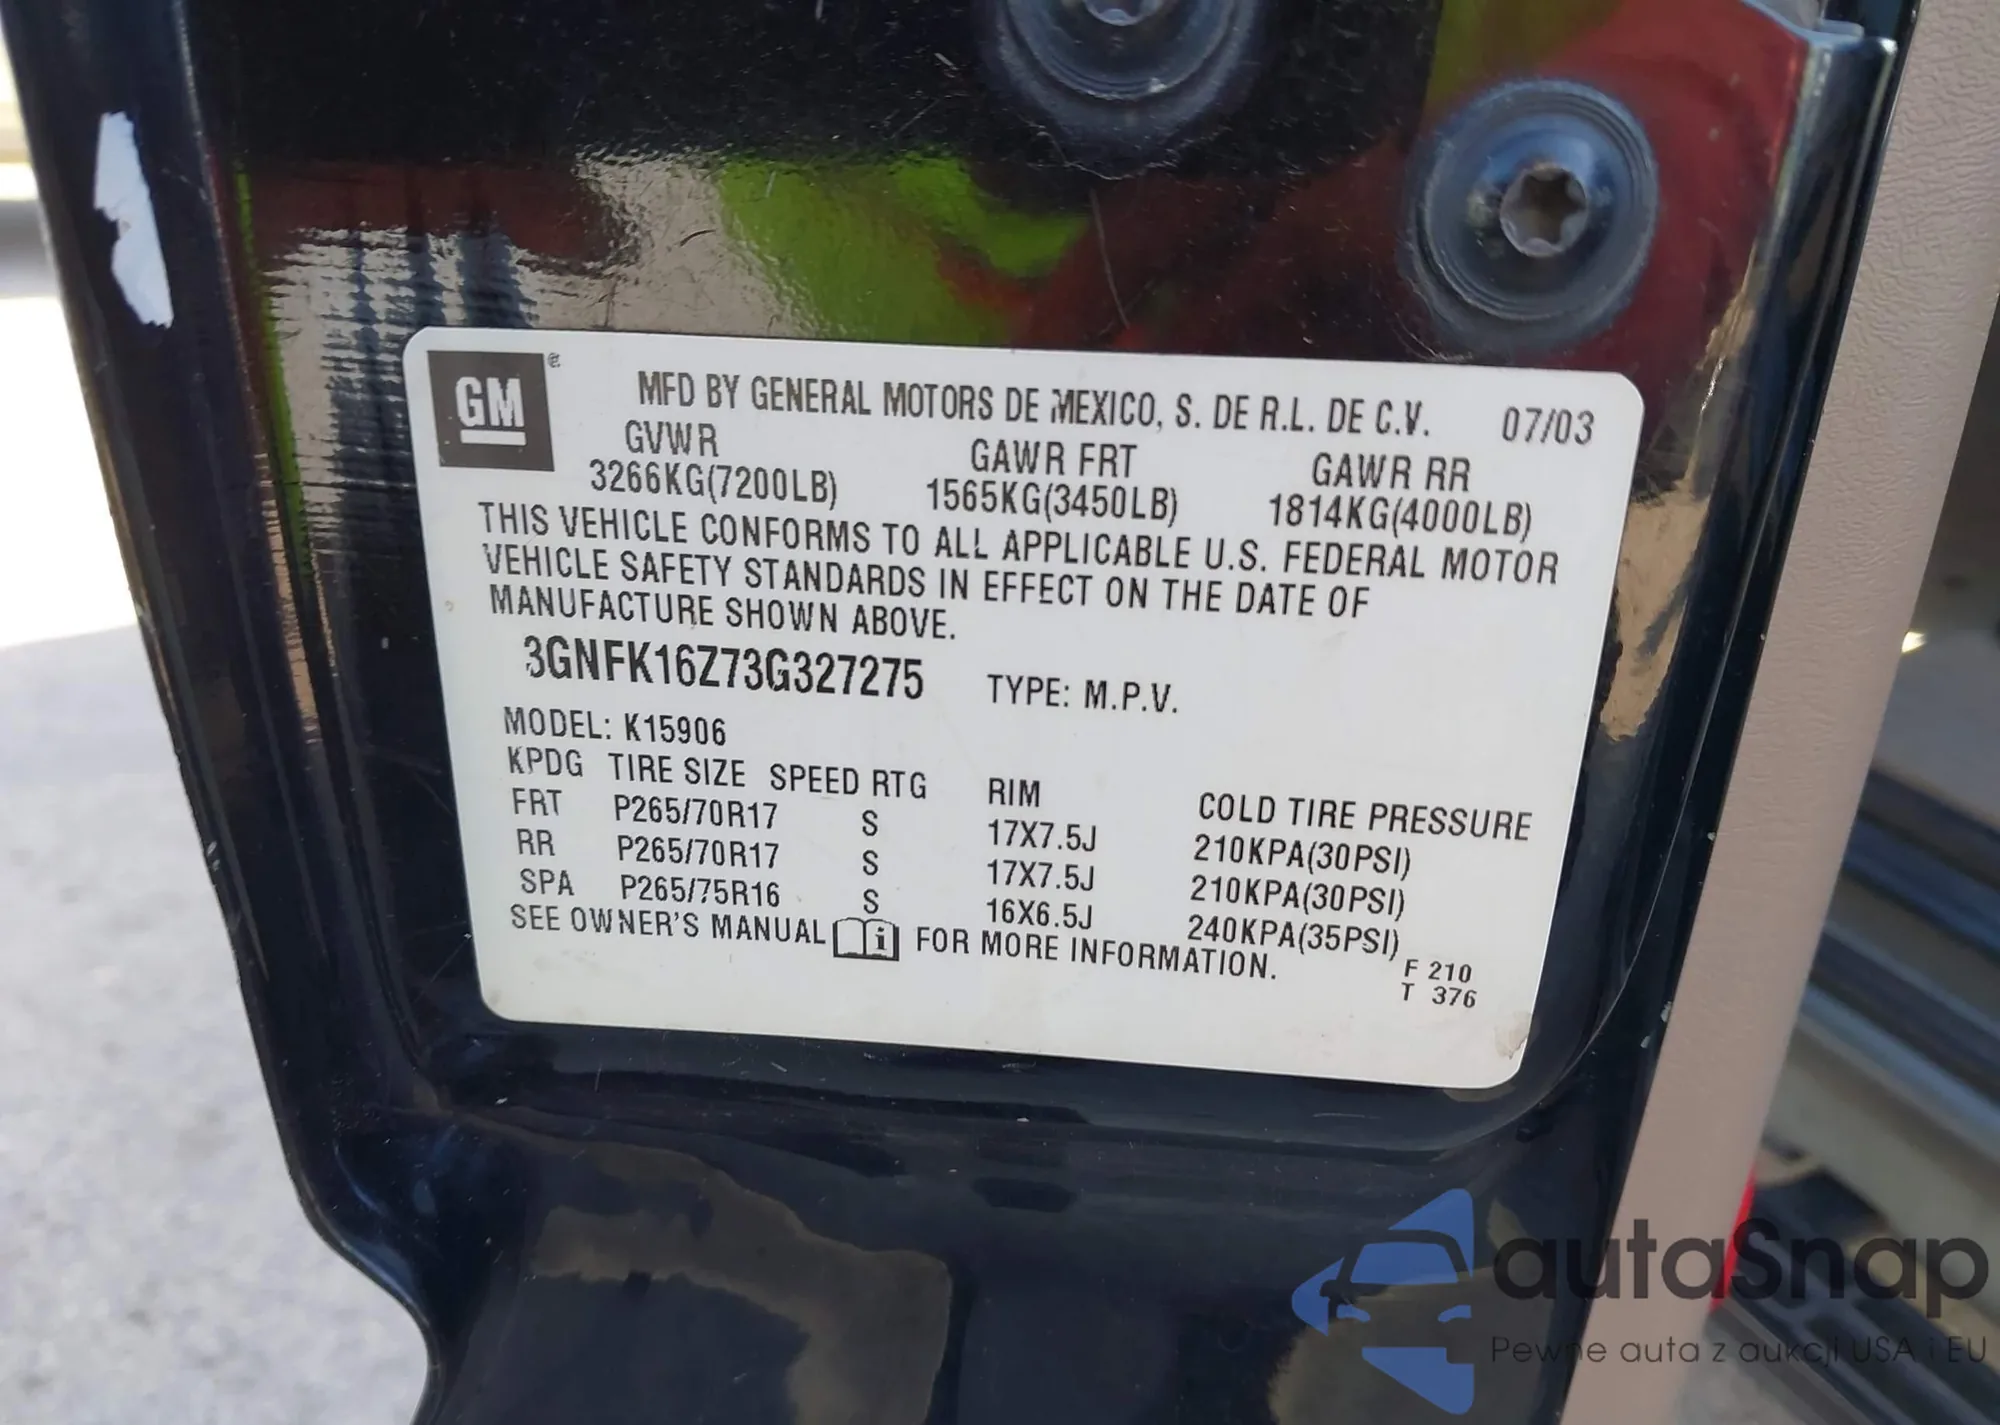 GM
MFD BY GENERAL MOTORS DE MEXICO, S. DE R.L. DE C.V. 07/03
GVWR GAWR FRT GAWR RR
3266KG(7200LB) 1565KG(3450LB) 1814KG(4000LB)
THIS VEHICLE CONFORMS TO ALL APPLICABLE U.S. FEDERAL MOTOR
VEHICLE SAFETY STANDARDS IN EFFECT ON THE DATE OF
MANUFACTURE SHOWN ABOVE.
3GNFK16Z73G327275 TYPE: M.P.V.
MODEL: K15906
KPDG TIRE SIZE SPEED RTG RIM COLD TIRE PRESSURE
FRT P265/70R17 S 17X7.5J 210KPA(30PSI)
RR P265/70R17 S 17X7.5J 210KPA(30PSI)
SPA P265/75R16 S 16X6.5J 240KPA(35PSI)
SEE OWNER'S MANUAL i FOR MORE INFORMATION.
F 210
T 376
autaSnap
Pewne auta z aukcji USA i EU